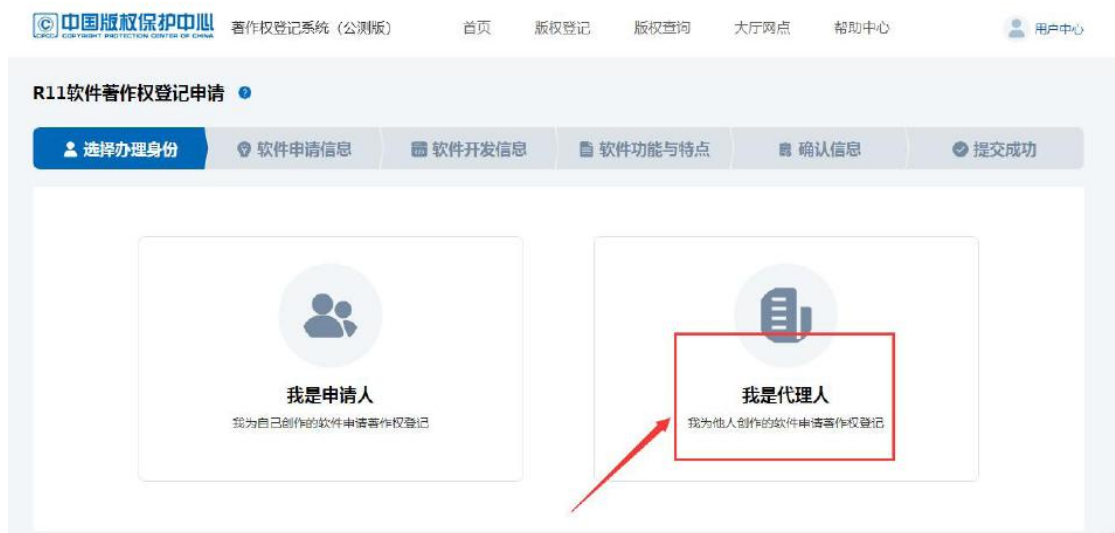 中国版权保护中心 著作权登记系统（公测版） 首页 版权登记 版权查询 大厅网点 帮助中心 用户中心
CPCC COPYRIGHT PROTECTION CENTER OF CHINA
R11软件著作权登记申请
选择办理身份 软件申请信息 软件开发信息 软件功能与特点 确认信息 提交成功
我是申请人
我为自己创作的软件申请著作权登记
我是代理人
我为他人创作的软件申请著作权登记